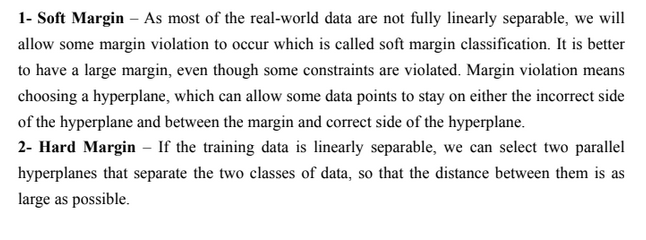 1- Soft Margin – As most of the real-world data are not fully linearly separable, we will
allow some margin violation to occur which is called soft margin classification. It is better
to have a large margin, even though some constraints are violated. Margin violation means
choosing a hyperplane, which can allow some data points to stay on either the incorrect side
of the hyperplane and between the margin and correct side of the hyperplane.
2- Hard Margin – If the training data is linearly separable, we can select two parallel
hyperplanes that separate the two classes of data, so that the distance between them is as
large as possible.